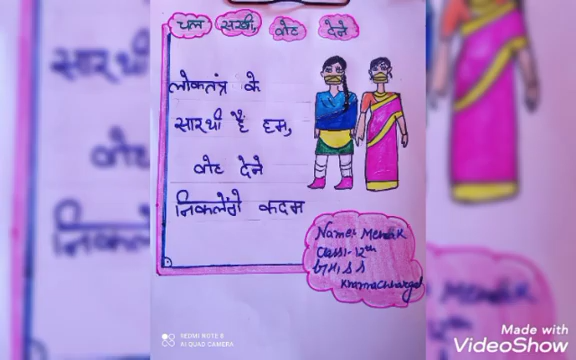 चल सखी, वोट देने
लोकतंत्र के
सारथी हैं हम,
वोट देने
निकलेंगे कदम
Name:- Mehak
Class:- 12th
G.H.S.S
REDMI NOTE 8
AI QUAD CAMERA
Made with
VideoShow